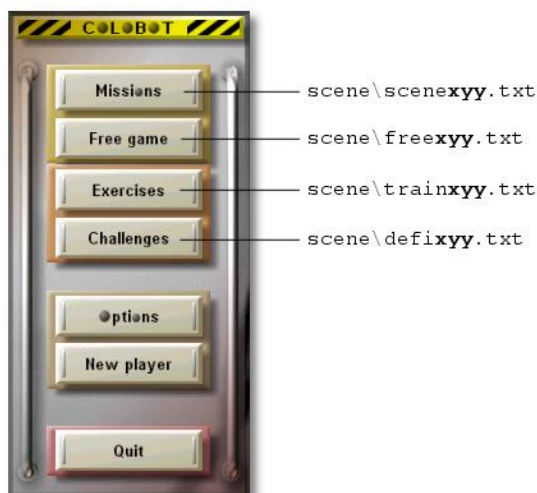 COLOBOT
Missions scene\scenexyy.txt
Free game scene\freexyy.txt
Exercises scene\trainxyy.txt
Challenges scene\defixyy.txt
Options
New player
Quit